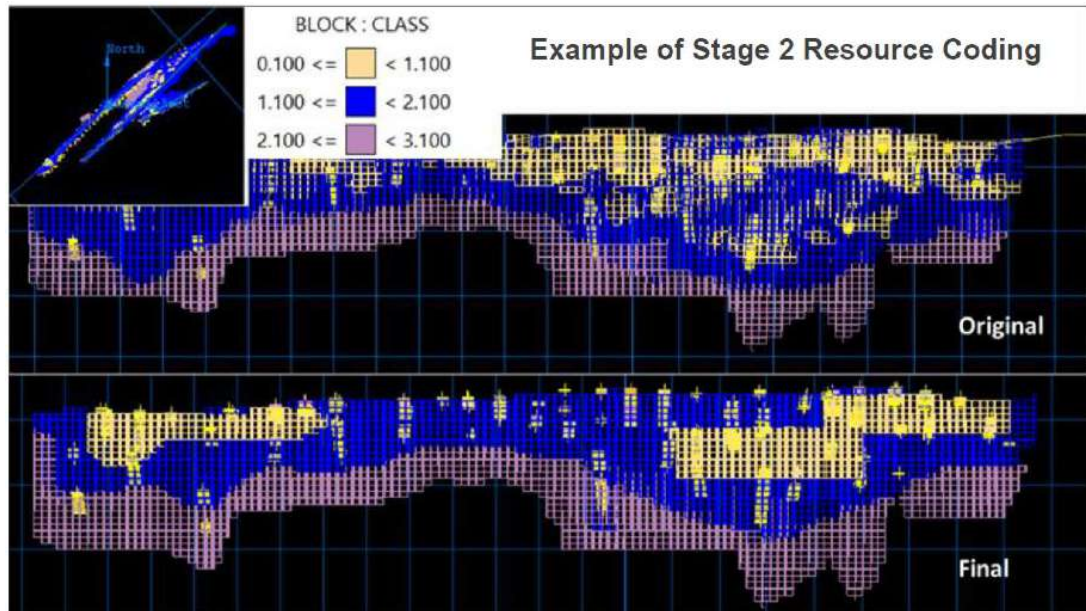 BLOCK : CLASS
0.100 <= < 1.100
1.100 <= < 2.100
2.100 <= < 3.100
Example of Stage 2 Resource Coding
North
Original
Final